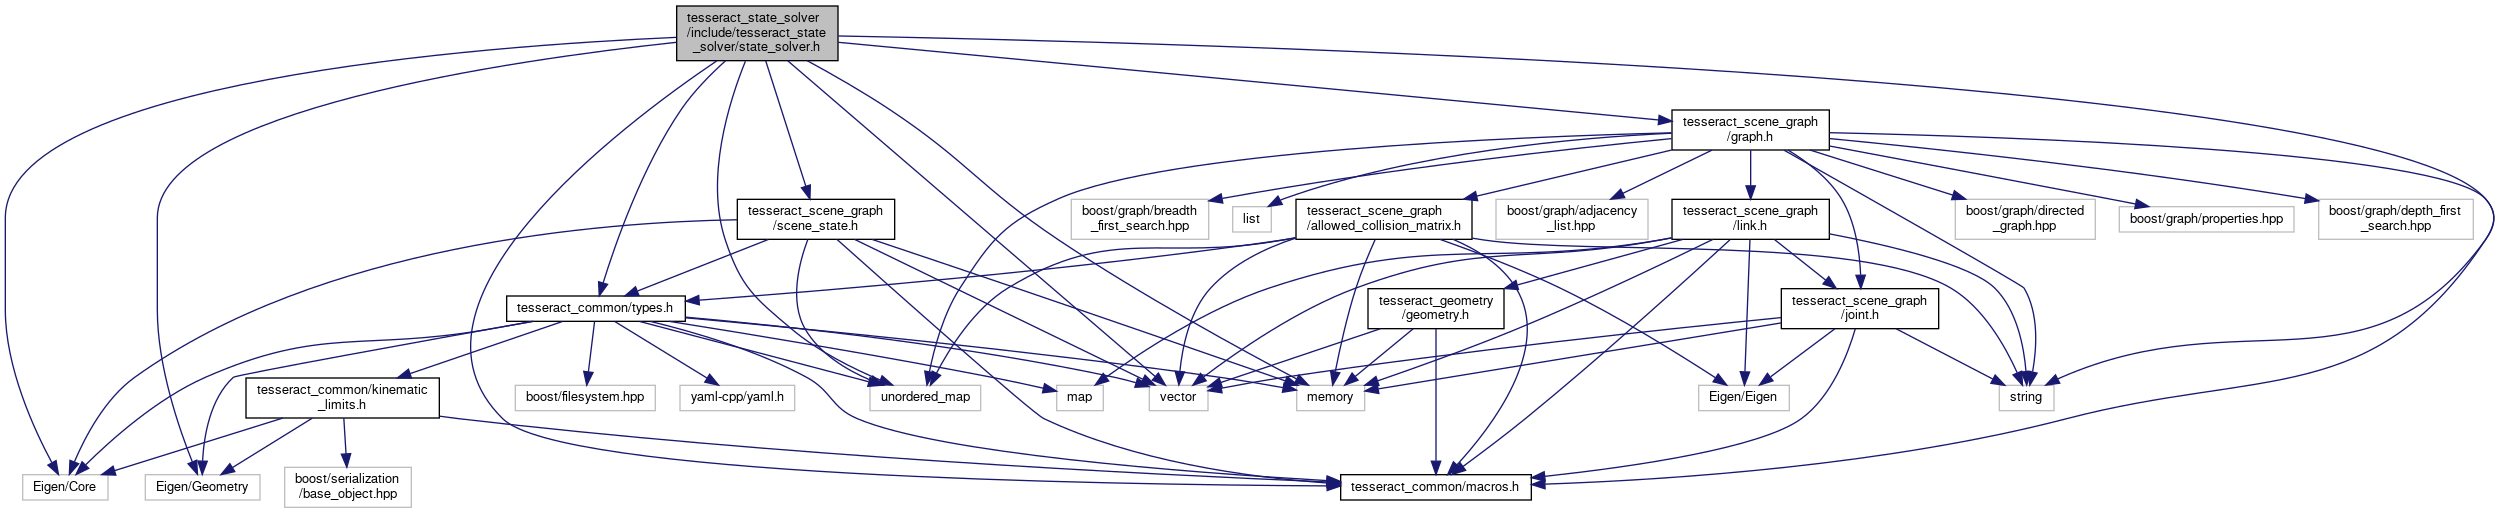 tesseract_state_solver
/include/tesseract_state
_solver/state_solver.h
tesseract_scene_graph
/graph.h
tesseract_scene_graph
/scene_state.h
boost/graph/breadth
_first_search.hpp
list
tesseract_scene_graph
/allowed_collision_matrix.h
boost/graph/adjacency
_list.hpp
tesseract_scene_graph
/link.h
boost/graph/directed
_graph.hpp
boost/graph/properties.hpp
boost/graph/depth_first
_search.hpp
tesseract_common/types.h
tesseract_geometry
/geometry.h
tesseract_scene_graph
/joint.h
tesseract_common/kinematic
_limits.h
boost/filesystem.hpp
yaml-cpp/yaml.h
unordered_map
map
vector
memory
Eigen/Eigen
string
Eigen/Core
Eigen/Geometry
boost/serialization
/base_object.hpp
tesseract_common/macros.h